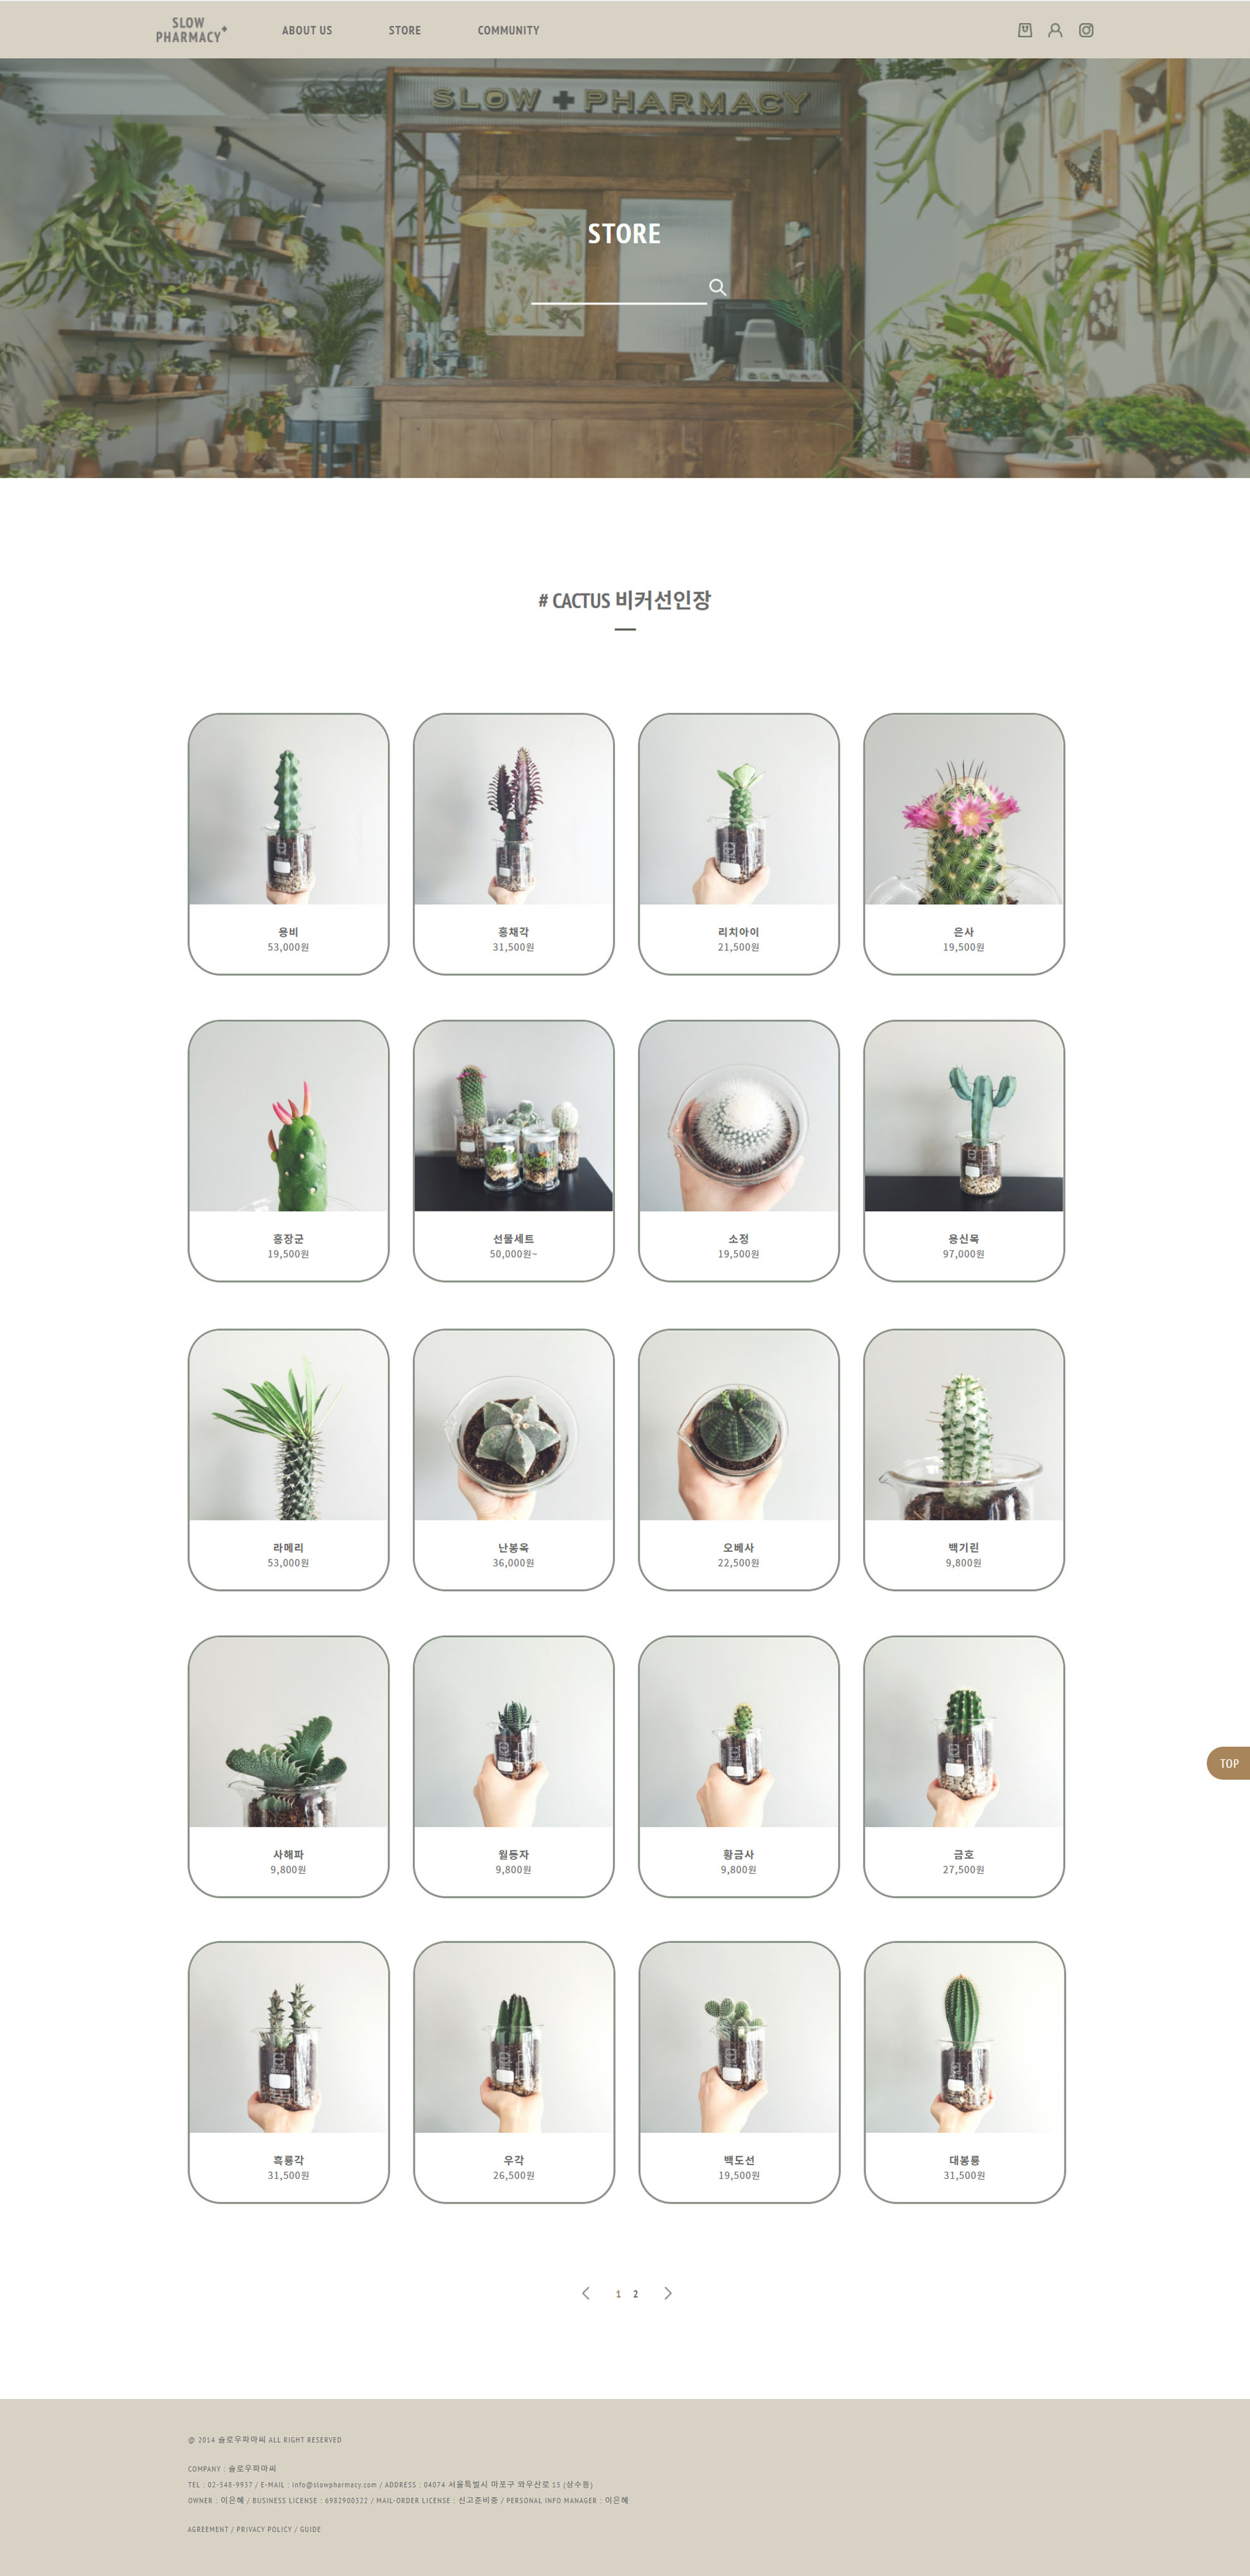 SLOW
PHARMACY+
ABOUT US
STORE
COMMUNITY
SLOW + PHARMACY
STORE
# CACTUS 비커선인장
용비
53,000원
홍채각
31,500원
리치아이
21,500원
은사
19,500원
홍장군
19,500원
선물세트
50,000원~
소정
19,500원
용신목
97,000원
라메리
53,000원
난봉옥
36,000원
오베사
22,500원
백기린
9,800원
사해파
9,800원
월동자
9,800원
황금사
9,800원
금호
27,500원
TOP
흑룡각
31,500원
우각
26,500원
백도선
19,500원
대봉룡
31,500원
1 2
@ 2014 슬로우파마씨 ALL RIGHT RESERVED
COMPANY : 슬로우파마씨
TEL : 02-548-9937 / E-MAIL : info@slowpharmacy.com / ADDRESS : 04074 서울특별시 마포구 와우산로 15 (상수동)
OWNER : 이은혜 / BUSINESS LICENSE : 6982900322 / MAIL-ORDER LICENSE : 신고준비중 / PERSONAL INFO MANAGER : 이은혜
AGREEMENT / PRIVACY POLICY / GUIDE